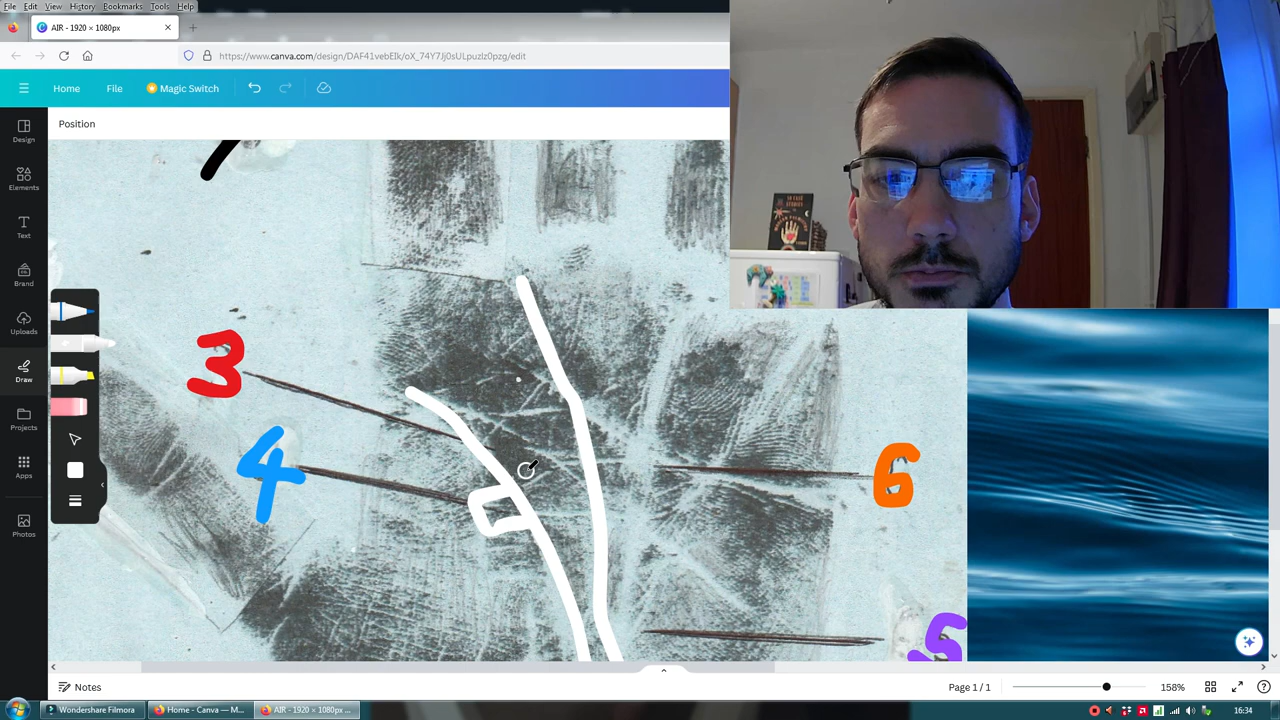 File Edit View History Bookmarks Tools Help
AIR - 1920 × 1080px
https://www.canva.com/design/DAF41vebEIk/oX_74Y7Jj0sULpuzlz0pzg/edit
Home File Magic Switch
Position
Design
Elements
Text
Brand
Uploads
Draw
Projects
Apps
Photos
3
4
6
5
Notes
Page 1 / 1
158%
Wondershare Filmora
Home - Canva — M...
AIR - 1920 × 1080px ...
16:34